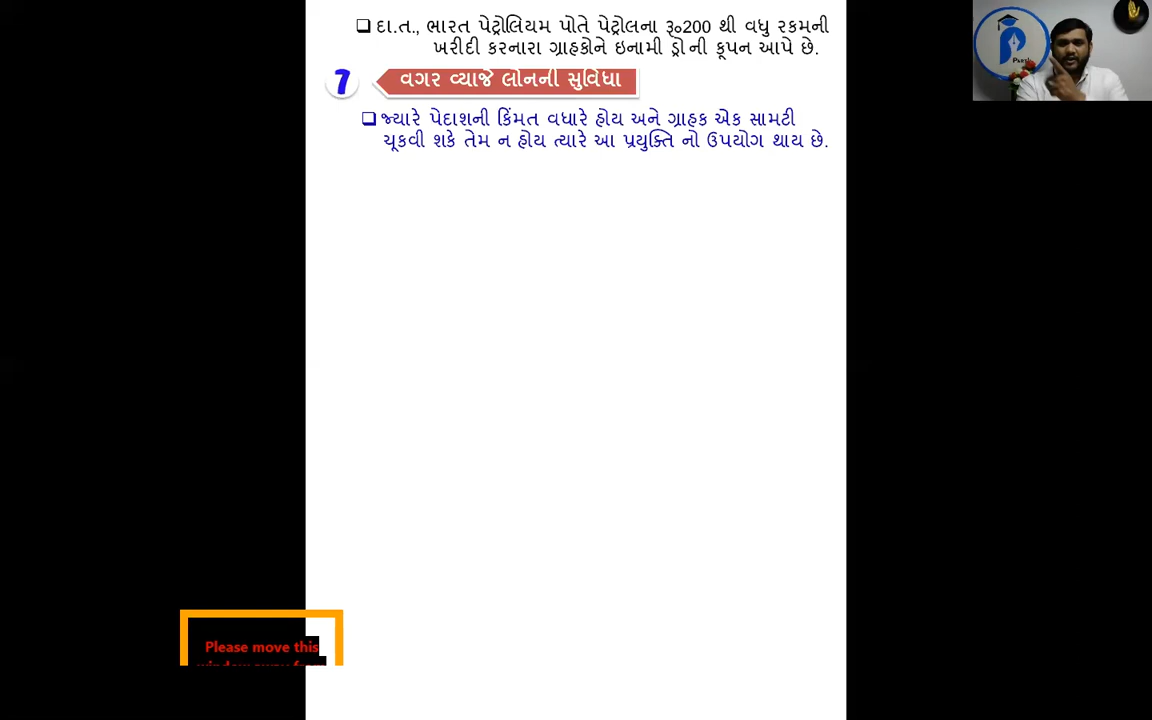 ❑ દા.ત., ભારત પેટ્રોલિયમ પોતે પેટ્રોલના રૂ૦200 થી વધુ રકમની
ખરીદી કરનારા ગ્રાહકોને ઇનામી ડ્રો ની કૂપન આપે છે.
7 વગર વ્યાજે લોનની સુવિધા
❑ જ્યારે પેદાશની કિંમત વધારે હોય અને ગ્રાહક એક સામટી
ચૂકવી શકે તેમ ન હોય ત્યારે આ પ્રયુક્તિ નો ઉપયોગ થાય છે.
Please move this